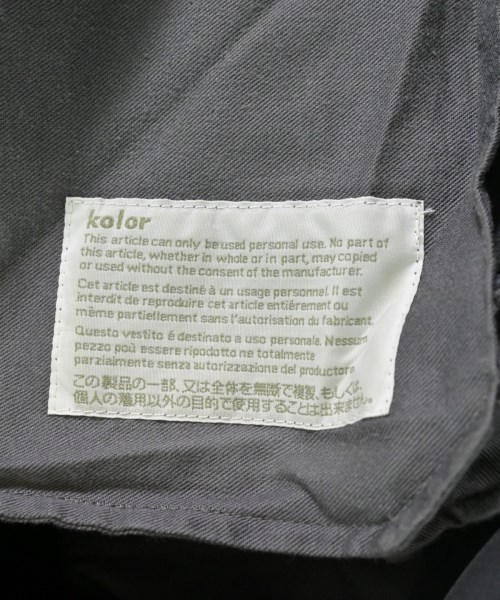 kolor
This article can only be used personal use. No part of
this article, whether in whole or in part, may copied
or used without the consent of the manufacturer.
Cet article est destiné à un usage personnel. Il est
interdit de reproduire cet article entiérement ou
même partiellement sans l'autorisation du fabricant.
Questo vestito é destinato a uso personale. Nessum
pezzo poù essere ripodotto ne totalmente
parzialmente senza autorizzazione del productore
この製品の一部、又は全体を無断で複製、もしくは、
個人の着用以外の目的で使用することは出来ません。